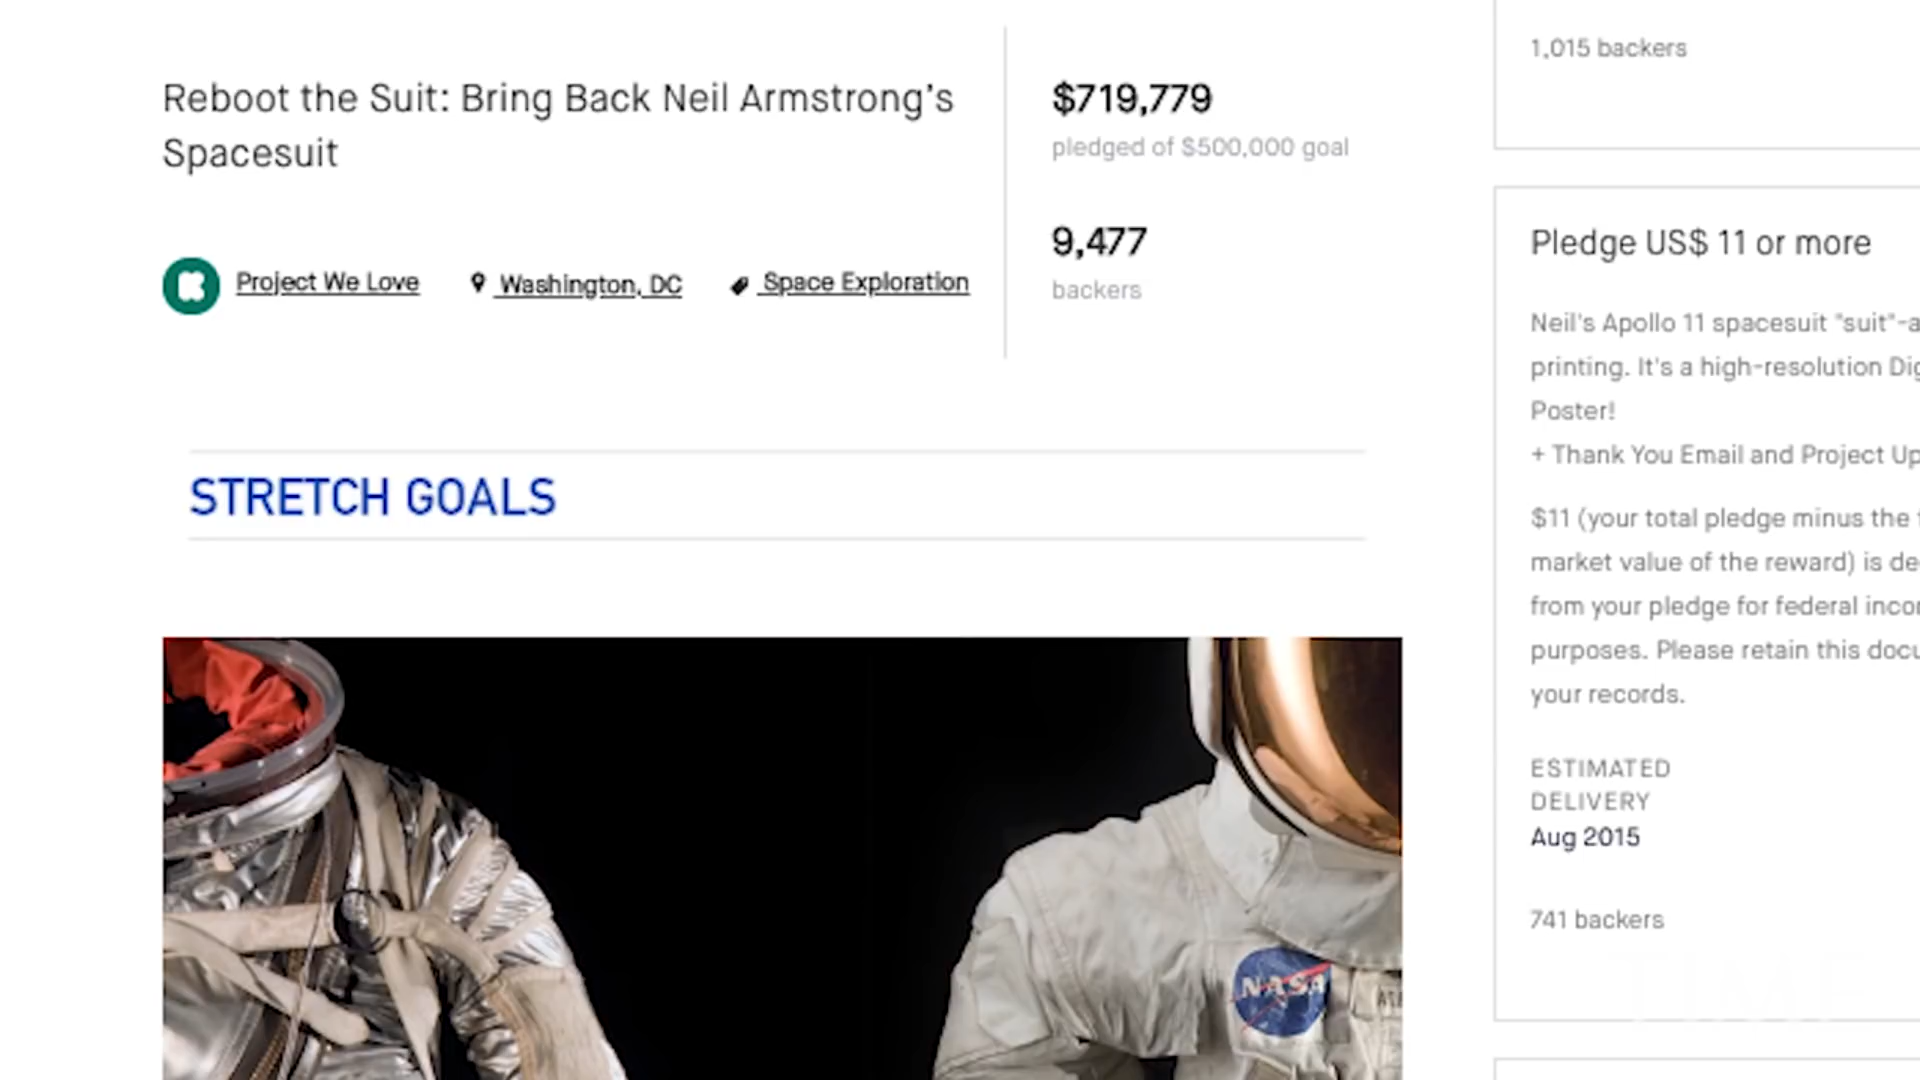 Reboot the Suit: Bring Back Neil Armstrong's
Spacesuit
Project We Love
Washington, DC
Space Exploration
$719,779
pledged of $500,000 goal
9,477
backers
STRETCH GOALS
NASA
1,015 backers
Pledge US$ 11 or more
Neil's Apollo 11 spacesuit "suit"-a
printing. It's a high-resolution Dig
Poster!
+ Thank You Email and Project Up
$11 (your total pledge minus the f
market value of the reward) is de
from your pledge for federal inco
purposes. Please retain this docu
your records.
ESTIMATED
DELIVERY
Aug 2015
741 backers